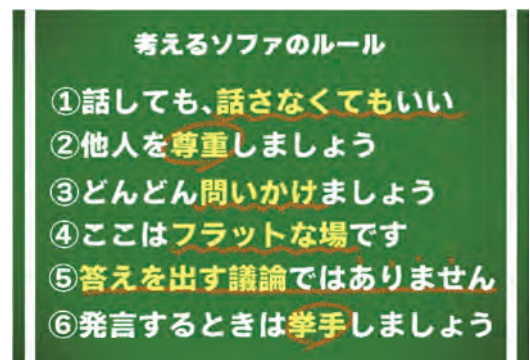 考えるソファのルール
①話しても、話さなくてもいい
②他人を尊重しましょう
③どんどん問いかけましょう
④ここはフラットな場です
⑤答えを出す議論ではありません
⑥発言するときは挙手しましょう